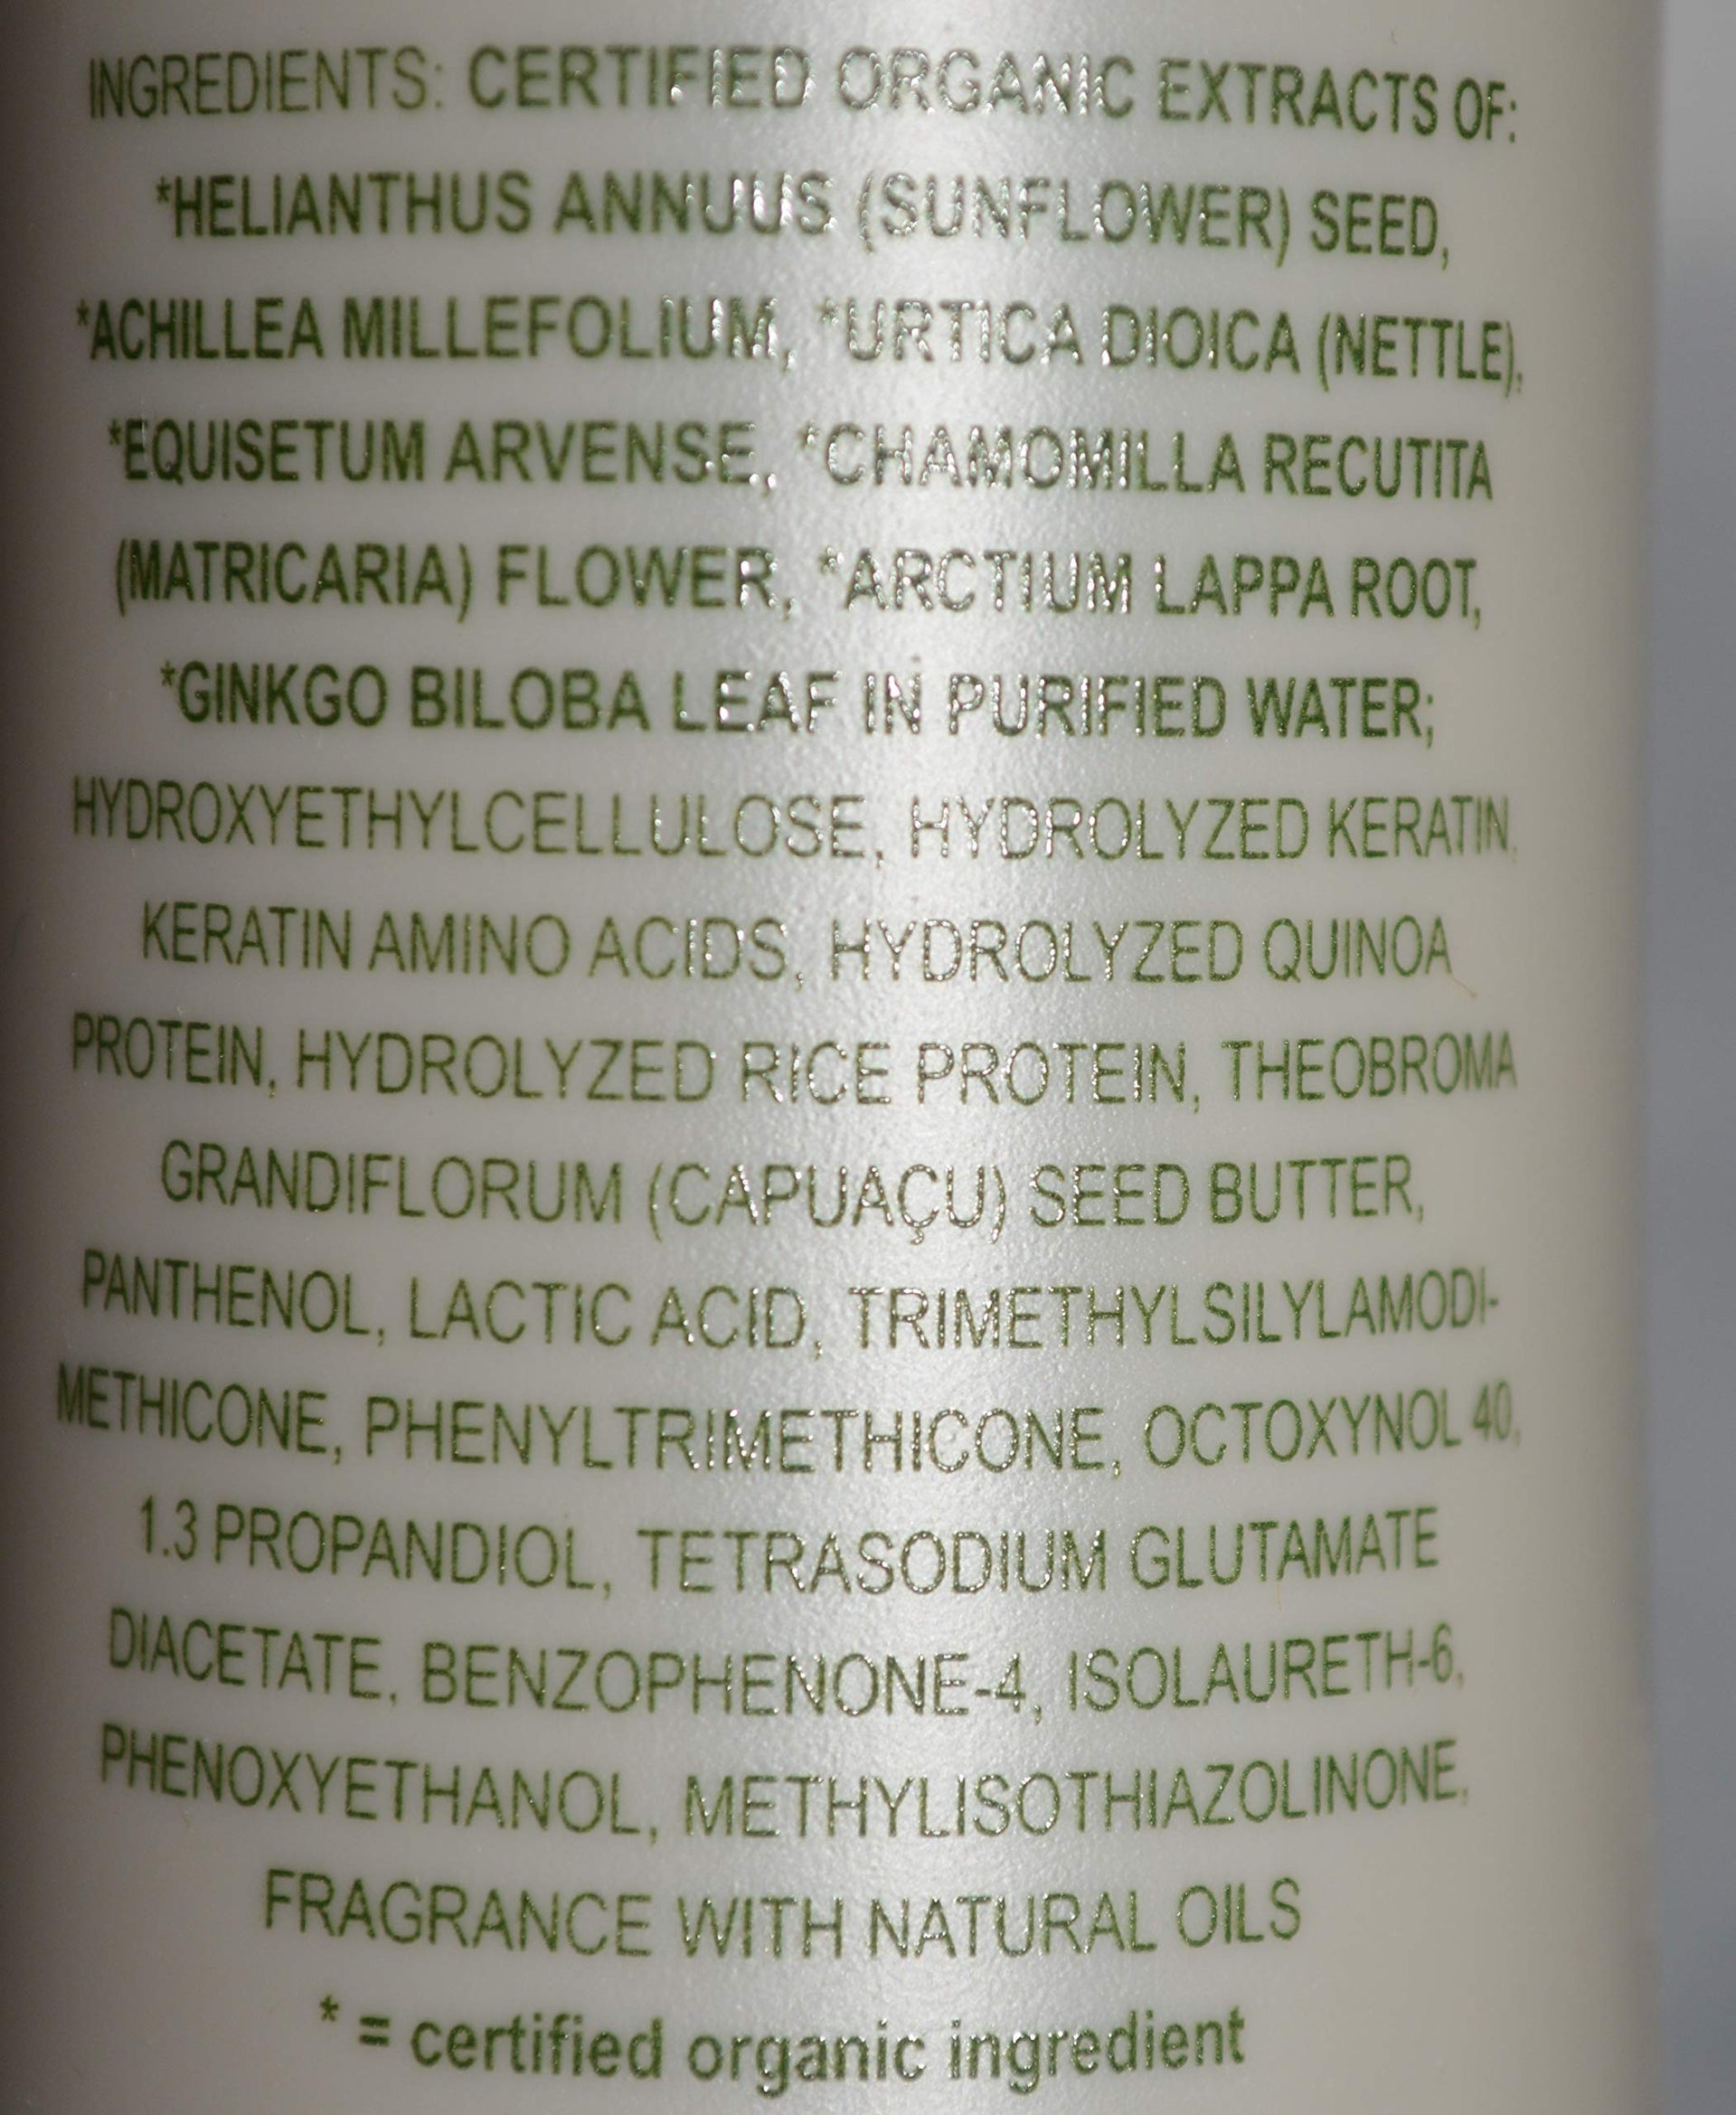 INGREDIENTS: CERTIFIED ORGANIC EXTRACTS OF:
*HELIANTHUS ANNUUS (SUNFLOWER) SEED,
*ACHILLEA MILLEFOLIUM, *URTICA DIOICA (NETTLE),
*EQUISETUM ARVENSE, *CHAMOMILLA RECUTITA
(MATRICARIA) FLOWER, *ARCTIUM LAPPA ROOT,
*GINKGO BILOBA LEAF IN PURIFIED WATER;
HYDROXYETHYLCELLULOSE, HYDROLYZED KERATIN,
KERATIN AMINO ACIDS, HYDROLYZED QUINOA
PROTEIN, HYDROLYZED RICE PROTEIN, THEOBROMA
GRANDIFLORUM (CAPUAÇU) SEED BUTTER,
PANTHENOL, LACTIC ACID, TRIMETHYLSILYLAMODI-
METHICONE, PHENYLTRIMETHICONE, OCTOXYNOL 40,
1.3 PROPANDIOL, TETRASODIUM GLUTAMATE
DIACETATE, BENZOPHENONE-4, ISOLAURETH-6,
PHENOXYETHANOL, METHYLISOTHIAZOLINONE,
FRAGRANCE WITH NATURAL OILS
* = certified organic ingredient